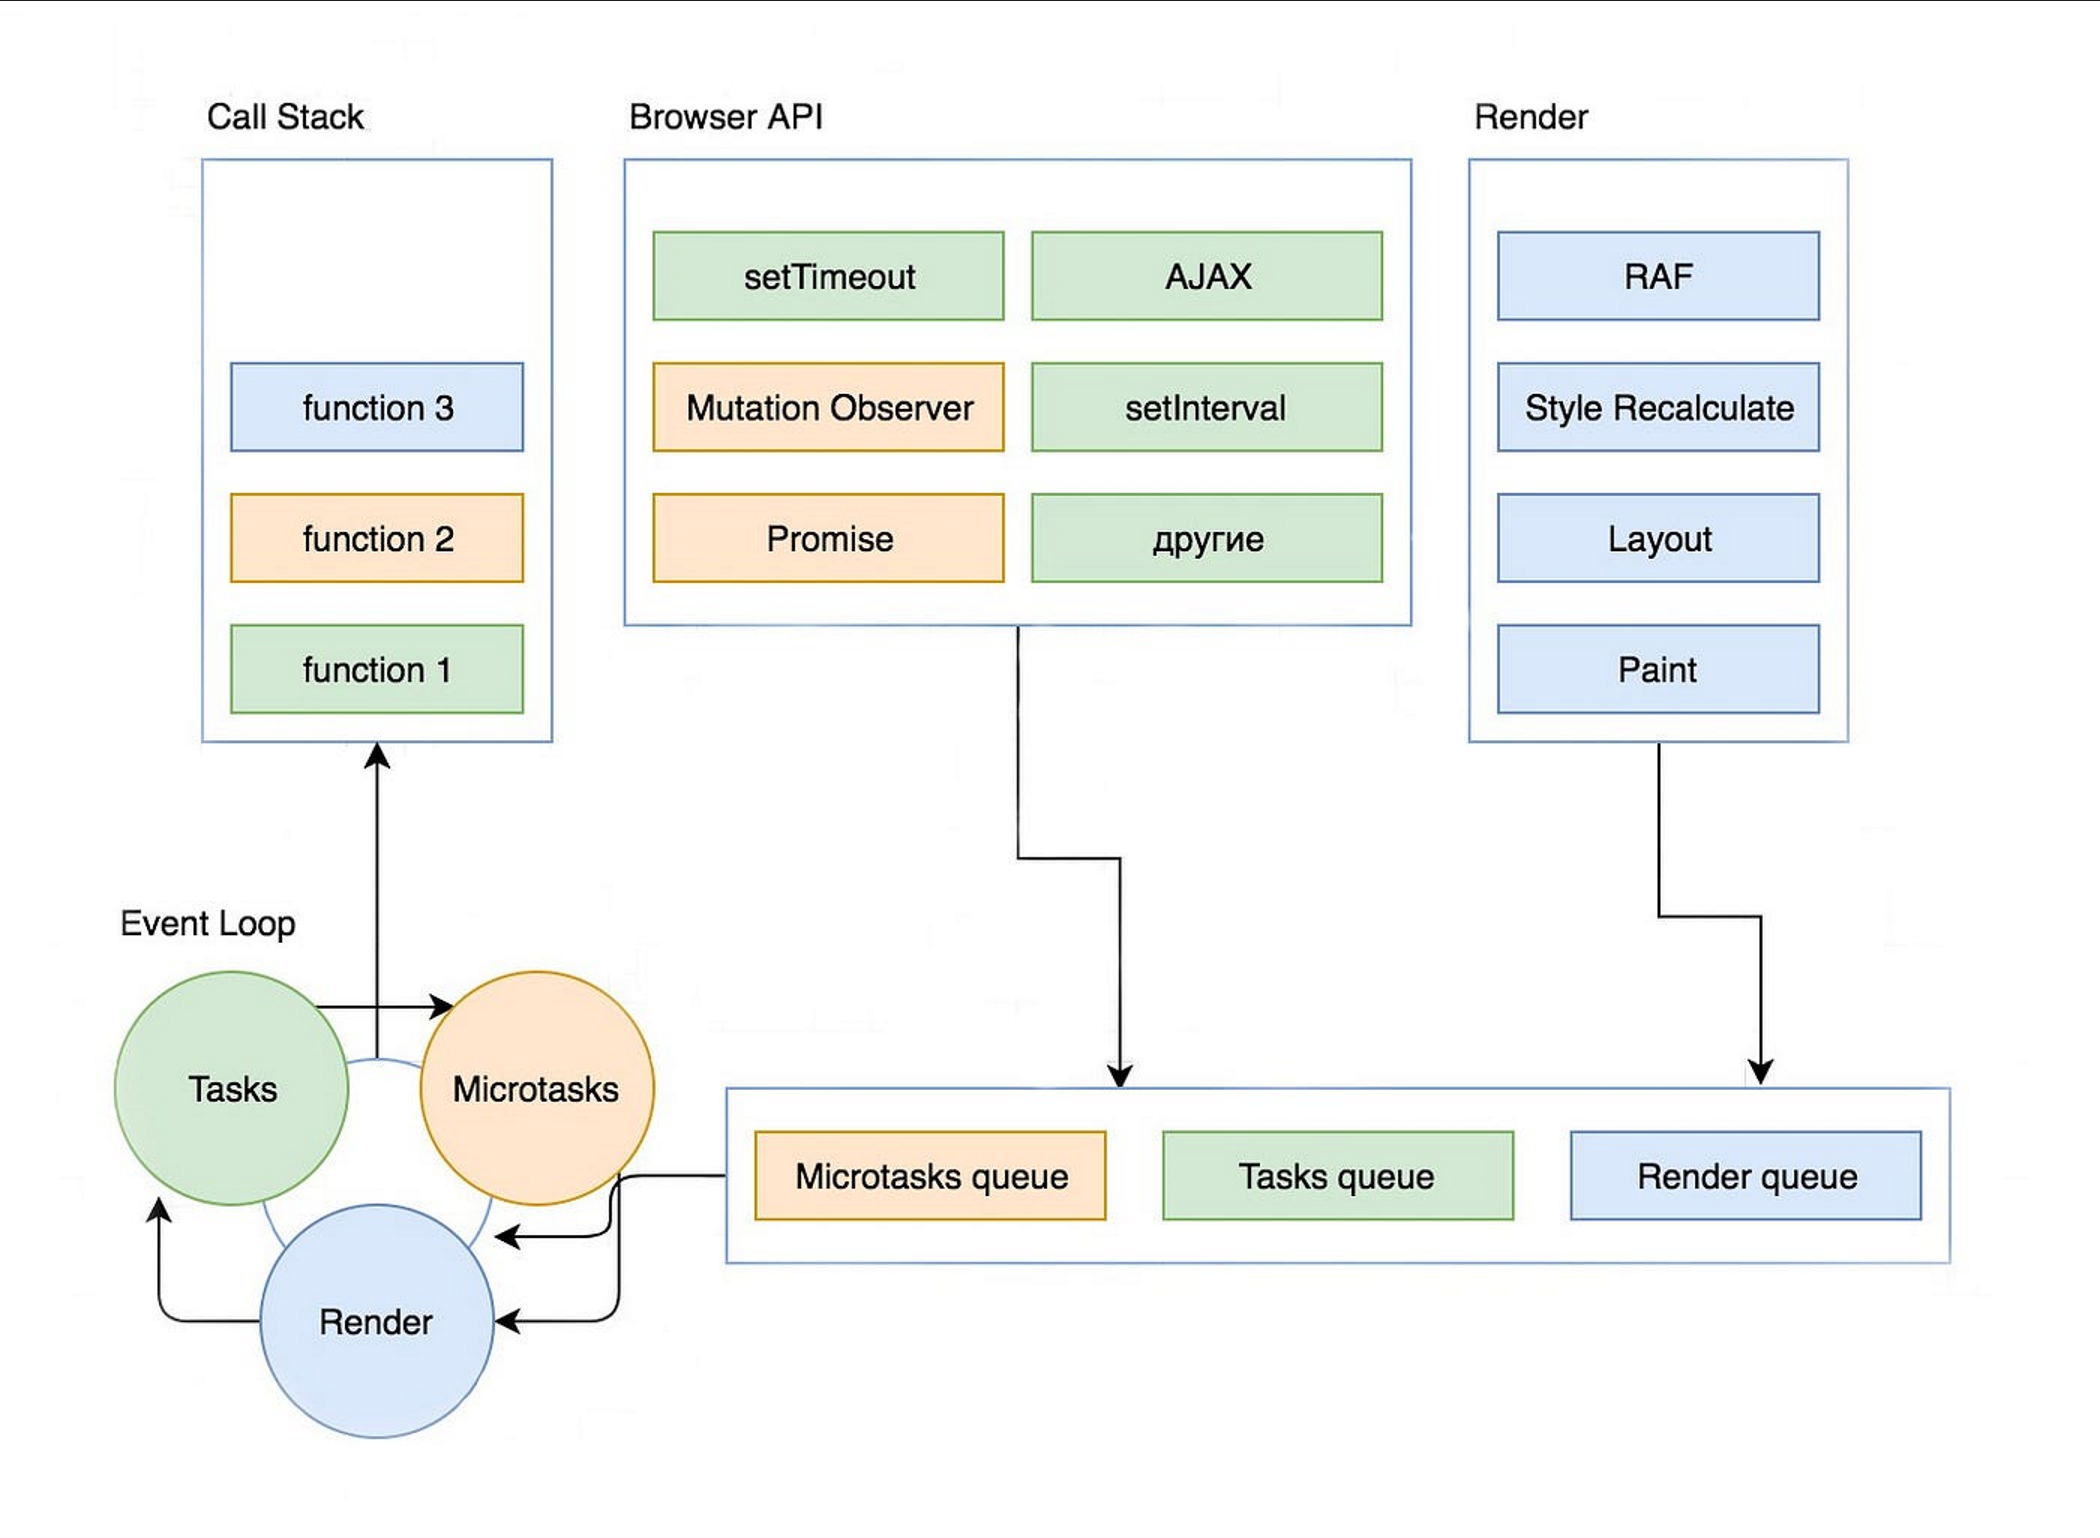 Call Stack
Browser API
Render
setTimeout
AJAX
RAF
function 3
Mutation Observer
setInterval
Style Recalculate
function 2
Promise
другие
Layout
function 1
Paint
Event Loop
Tasks
Microtasks
Microtasks queue
Tasks queue
Render queue
Render